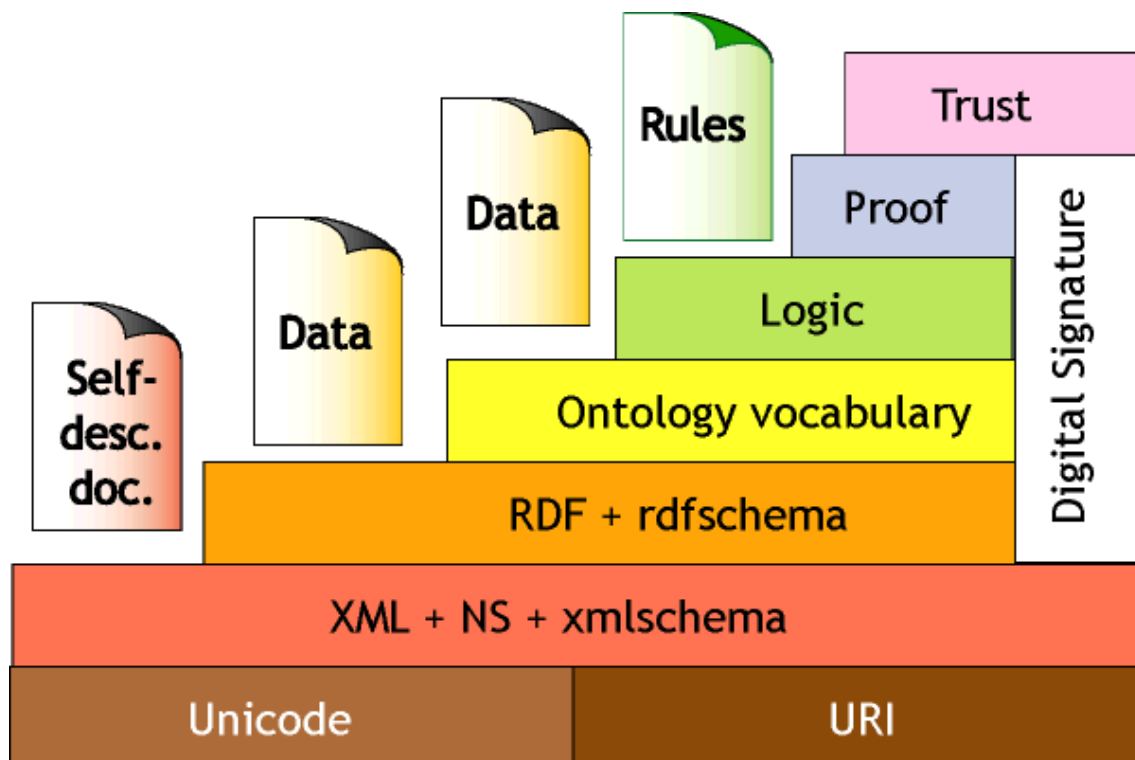 Rules
Trust
Data
Proof
Data
Logic
Self-
desc.
doc.
Ontology vocabulary
Digital Signature
RDF + rdfschema
XML + NS + xmlschema
Unicode
URI